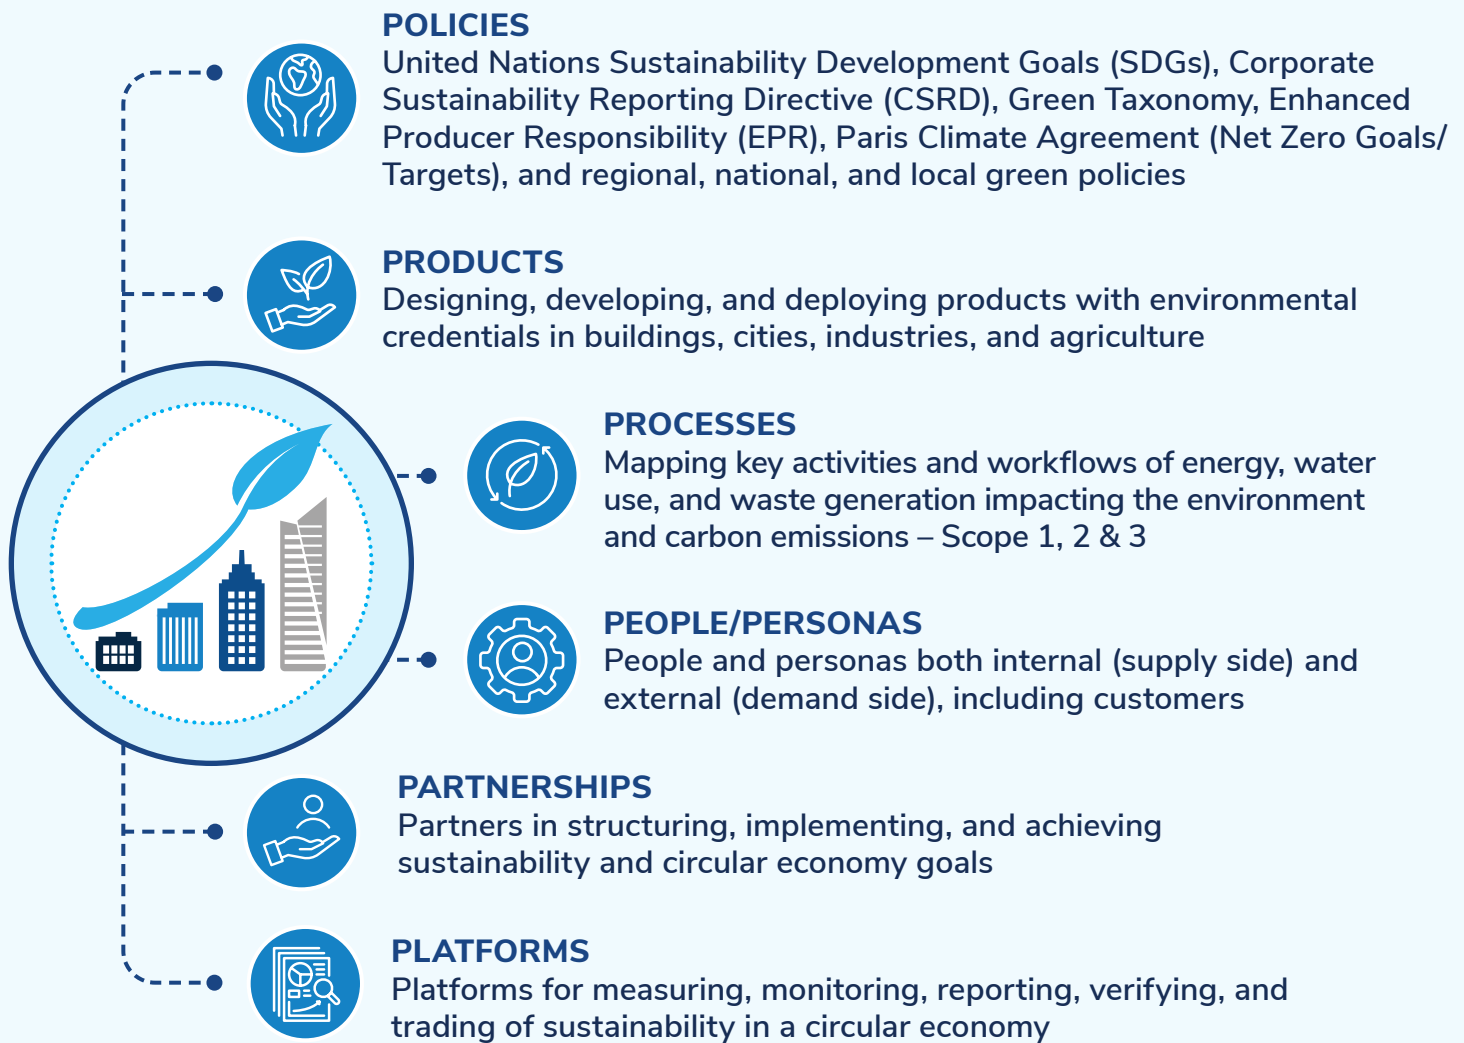 POLICIES
United Nations Sustainability Development Goals (SDGs), Corporate
Sustainability Reporting Directive (CSRD), Green Taxonomy, Enhanced
Producer Responsibility (EPR), Paris Climate Agreement (Net Zero Goals/
Targets), and regional, national, and local green policies
PRODUCTS
Designing, developing, and deploying products with environmental
credentials in buildings, cities, industries, and agriculture
PROCESSES
Mapping key activities and workflows of energy, water
use, and waste generation impacting the environment
and carbon emissions – Scope 1, 2 & 3
PEOPLE/PERSONAS
People and personas both internal (supply side) and
external (demand side), including customers
PARTNERSHIPS
Partners in structuring, implementing, and achieving
sustainability and circular economy goals
PLATFORMS
Platforms for measuring, monitoring, reporting, verifying, and
trading of sustainability in a circular economy